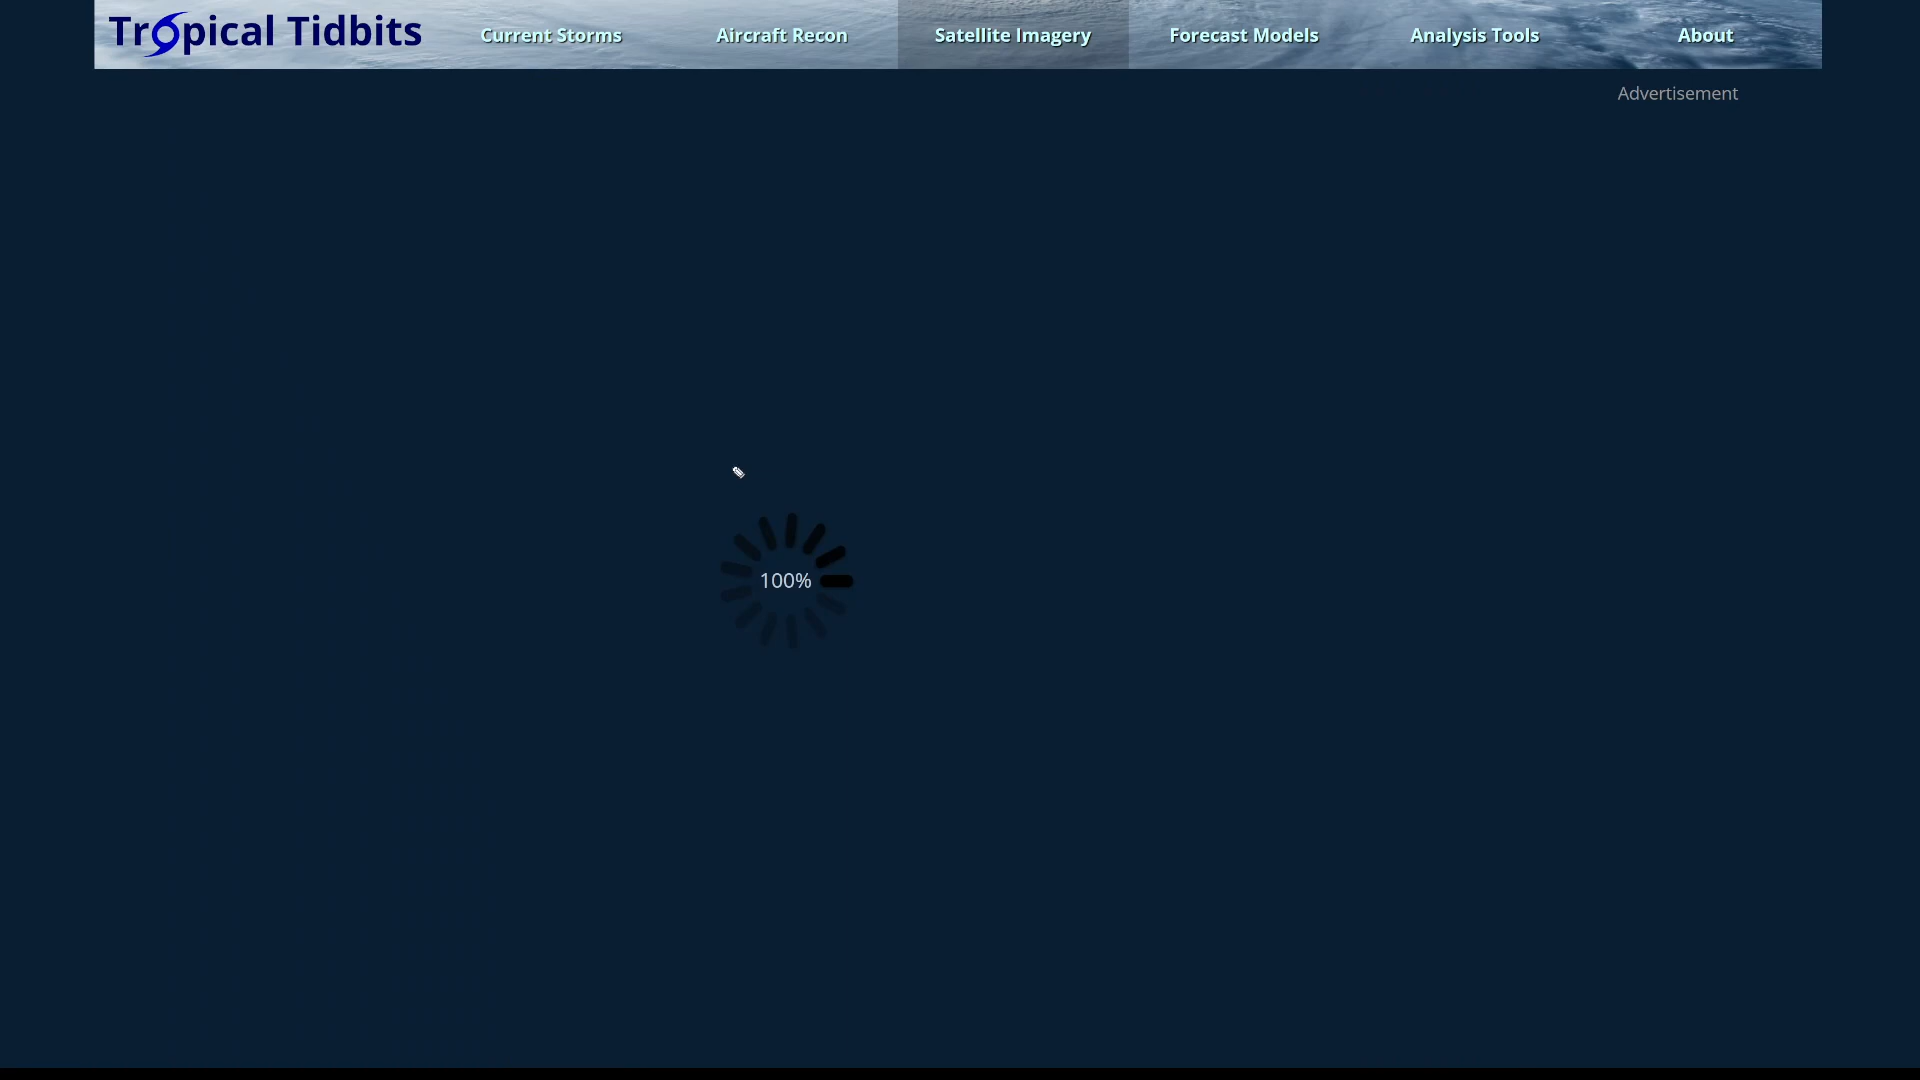 Tropical Tidbits
Current Storms
Aircraft Recon
Satellite Imagery
Forecast Models
Analysis Tools
About
Advertisement
100%